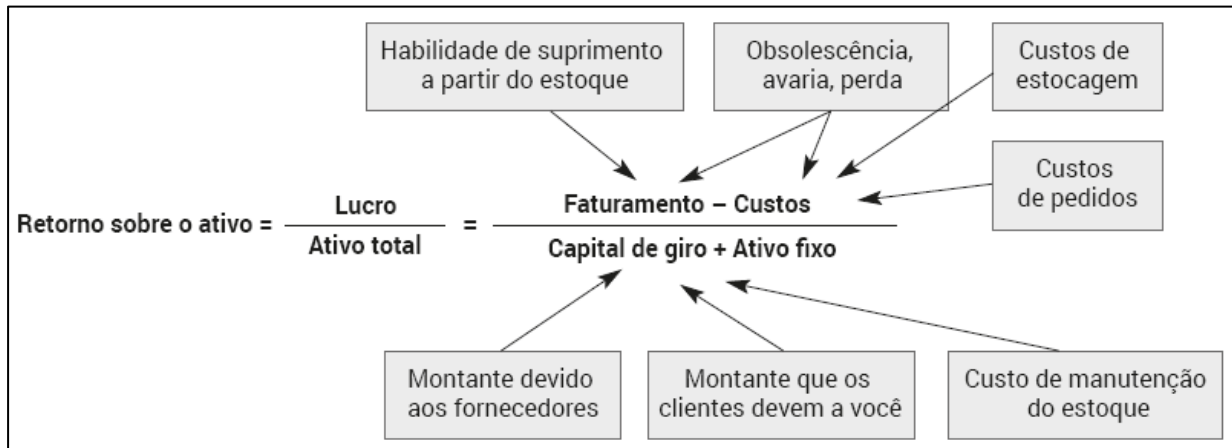 Habilidade de suprimento
a partir do estoque
Obsolescência,
avaria, perda
Custos de
estocagem
Custos
de pedidos
Retorno sobre o ativo = Lucro = Faturamento – Custos
Ativo total Capital de giro + Ativo fixo
Montante devido
aos fornecedores
Montante que os
clientes devem a você
Custo de manutenção
do estoque